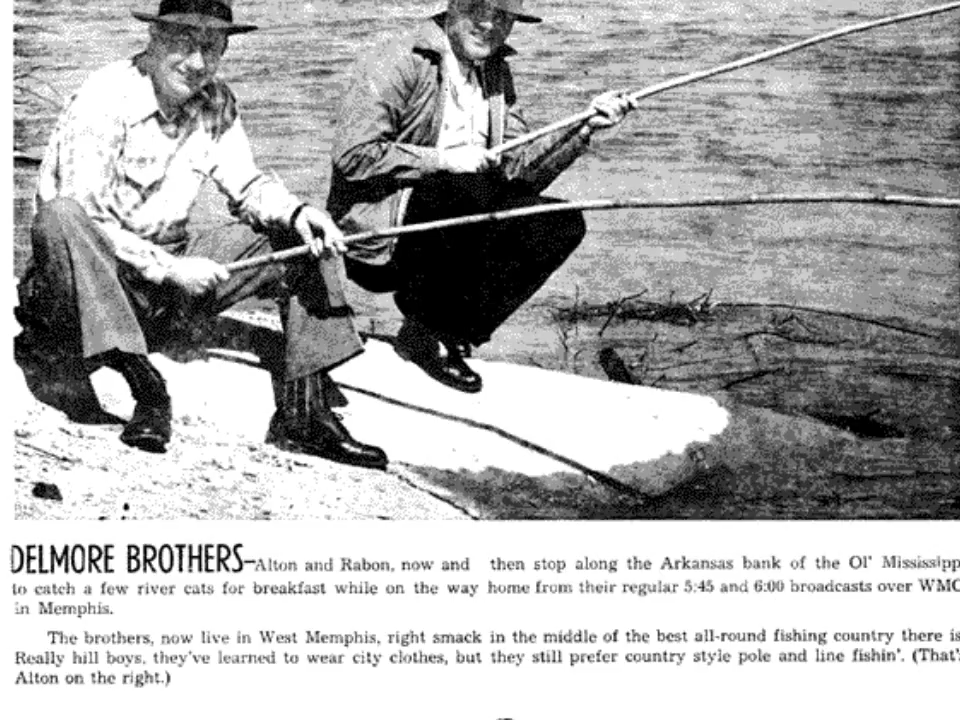 DELMORE BROTHERS—Alton and Rabon, now and then stop along the Arkansas bank of the Ol' Mississipp
to catch a few river cats for breakfast while on the way home from their regular 5:45 and 6:00 broadcasts over WMC
in Memphis.
The brothers, now live in West Memphis, right smack in the middle of the best all-round fishing country there is
Really hill boys, they've learned to wear city clothes, but they still prefer country style pole and line fishin'. (That's
Alton on the right.)